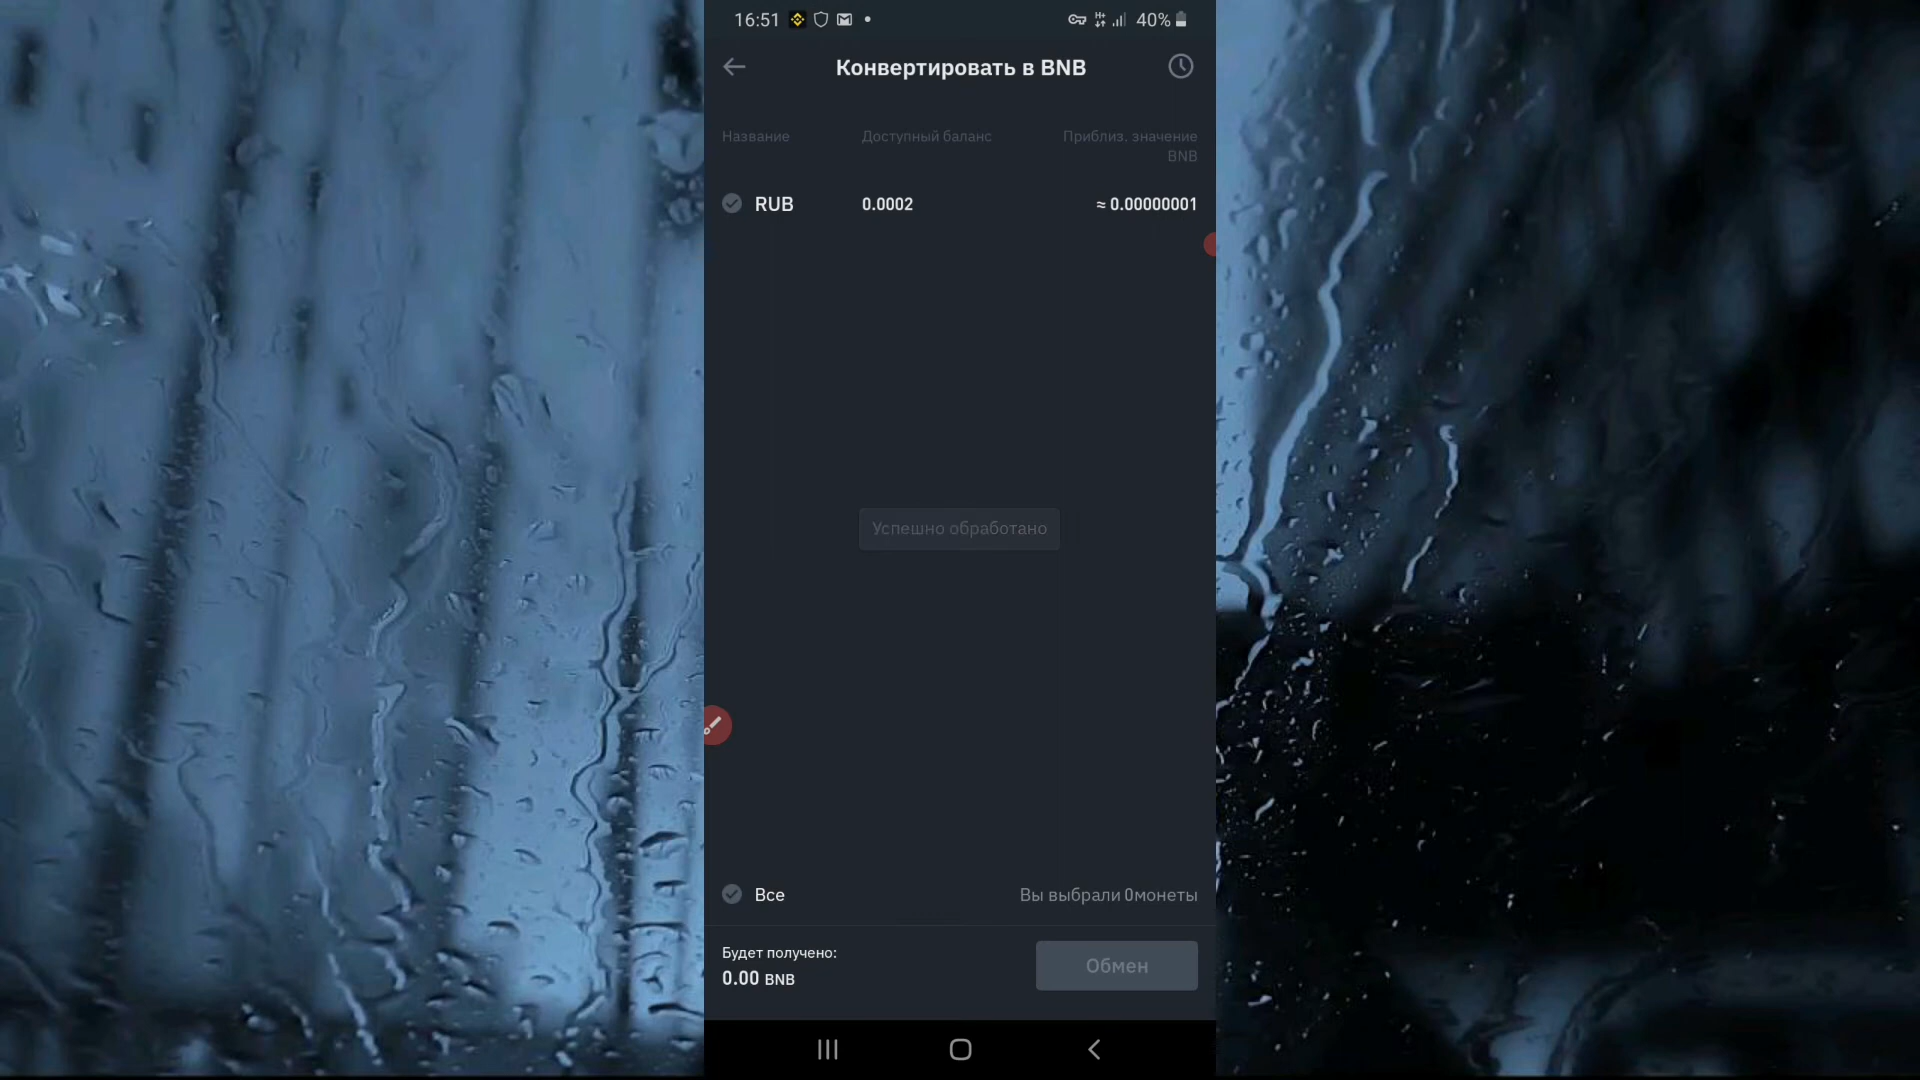 16:51
40%
Конвертировать в BNB
Название
Доступный баланс
Приблиз. значение
BNB
RUB
0.0002
≈ 0.00000001
Успешно обработано
Все
Вы выбрали 0монеты
Будет получено:
0.00 BNB
Обмен